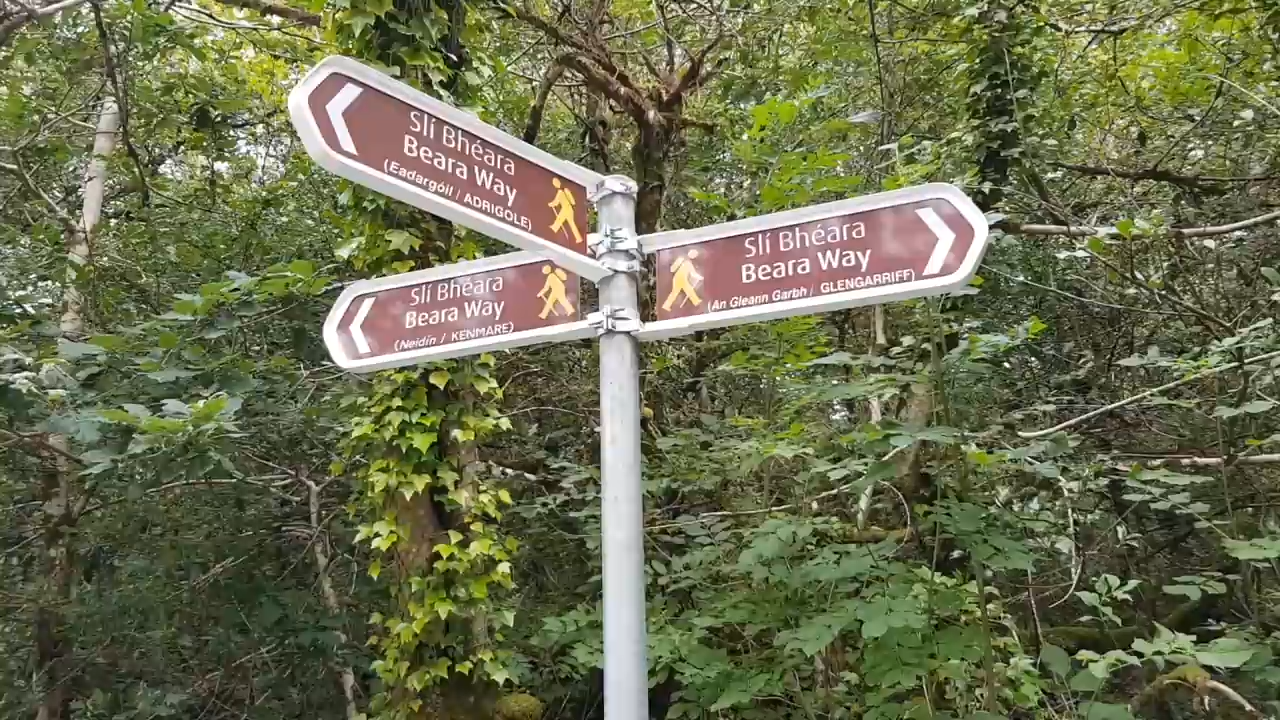 Slí Bhéara
Beara Way
(Eadargóil / ADRIGOLE)
Slí Bhéara
Beara Way
(Neidín / KENMARE)
Slí Bhéara
Beara Way
(An Gleann Garbh / GLENGARRIFF)